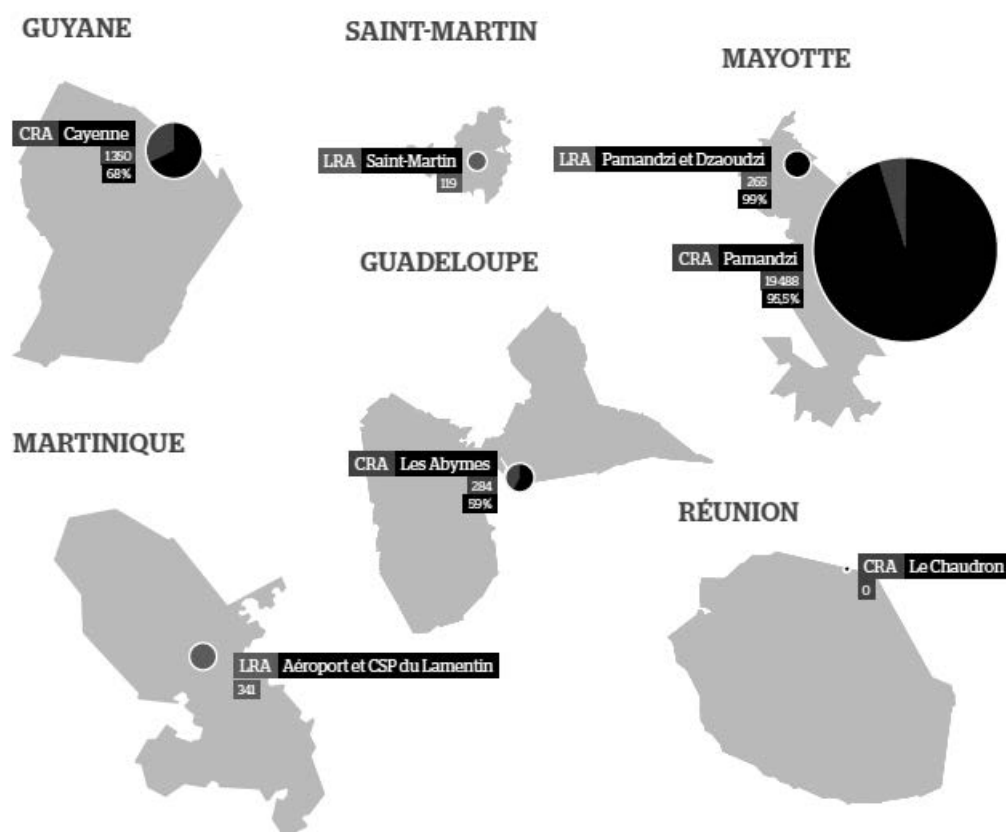 GUYANE
CRA Cayenne
1350
68%
SAINT-MARTIN
LRA Saint-Martin
119
MAYOTTE
LRA Pamandzi et Dzaoudzi
265
99%
CRA Pamandzi
19488
95,5%
GUADELOUPE
CRA Les Abymes
284
59%
MARTINIQUE
LRA Aéroport et CSP du Lamentin
341
RÉUNION
CRA Le Chaudron
0